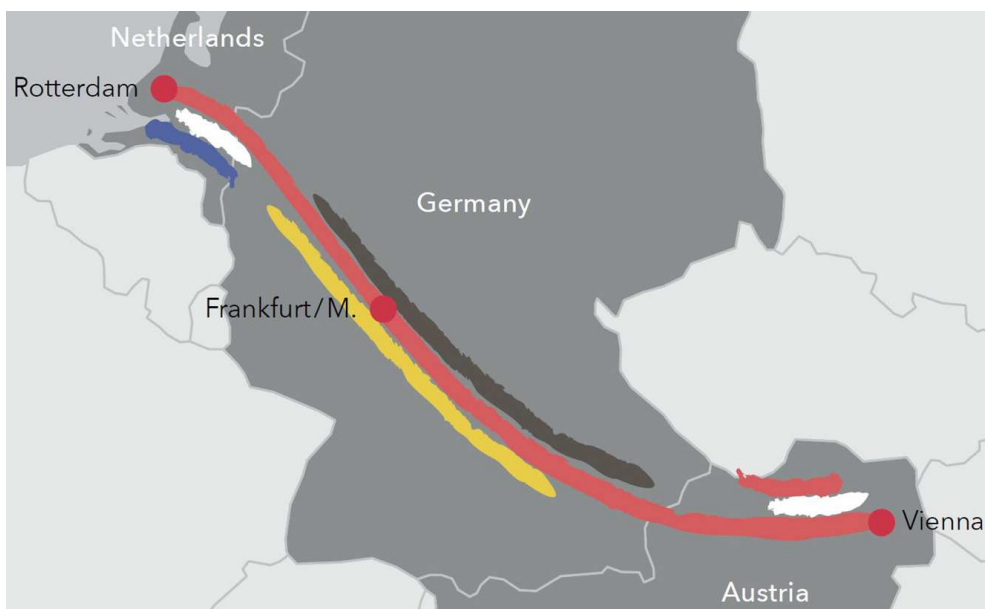 Netherlands
Rotterdam
Germany
Frankfurt/M.
Vienna
Austria